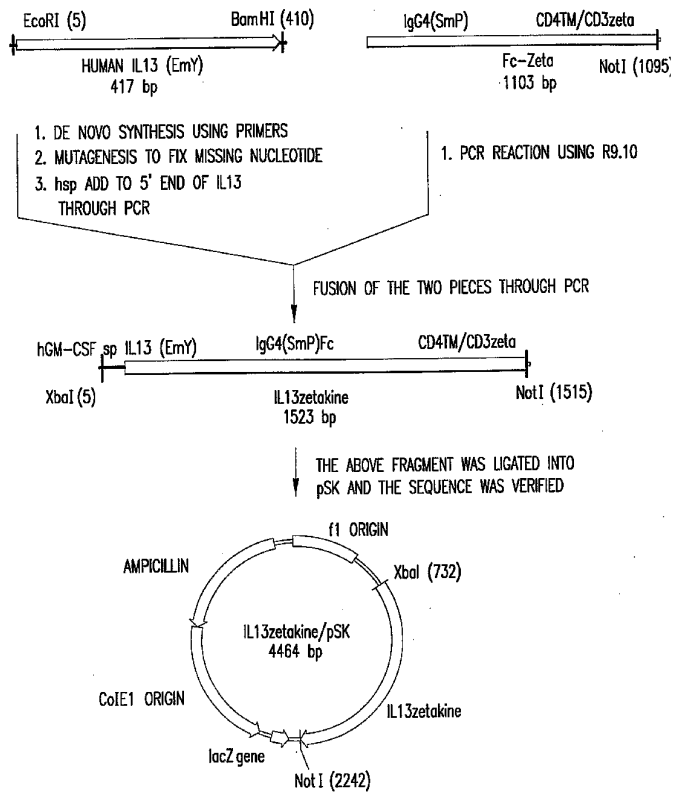 EcoRI (5)
BamHI (410)
HUMAN IL13 (EmY)
417 bp
IgG4(SmP)
CD4TM/CD3zeta
Fc-Zeta
1103 bp
NotI (1095)
1. DE NOVO SYNTHESIS USING PRIMERS
2. MUTAGENESIS TO FIX MISSING NUCLEOTIDE
3. hsp ADD TO 5' END OF IL13
THROUGH PCR
1. PCR REACTION USING R9.10
FUSION OF THE TWO PIECES THROUGH PCR
hGM-CSF sp IL13 (EmY)
IgG4(SmP)Fc
CD4TM/CD3zeta
XbaI (5)
IL13zetakine
1523 bp
NotI (1515)
THE ABOVE FRAGMENT WAS LIGATED INTO
pSK AND THE SEQUENCE WAS VERIFIED
f1 ORIGIN
AMPICILLIN
XbaI (732)
IL13zetakine/pSK
4464 bp
ColE1 ORIGIN
IL13zetakine
lacZ gene
NotI (2242)